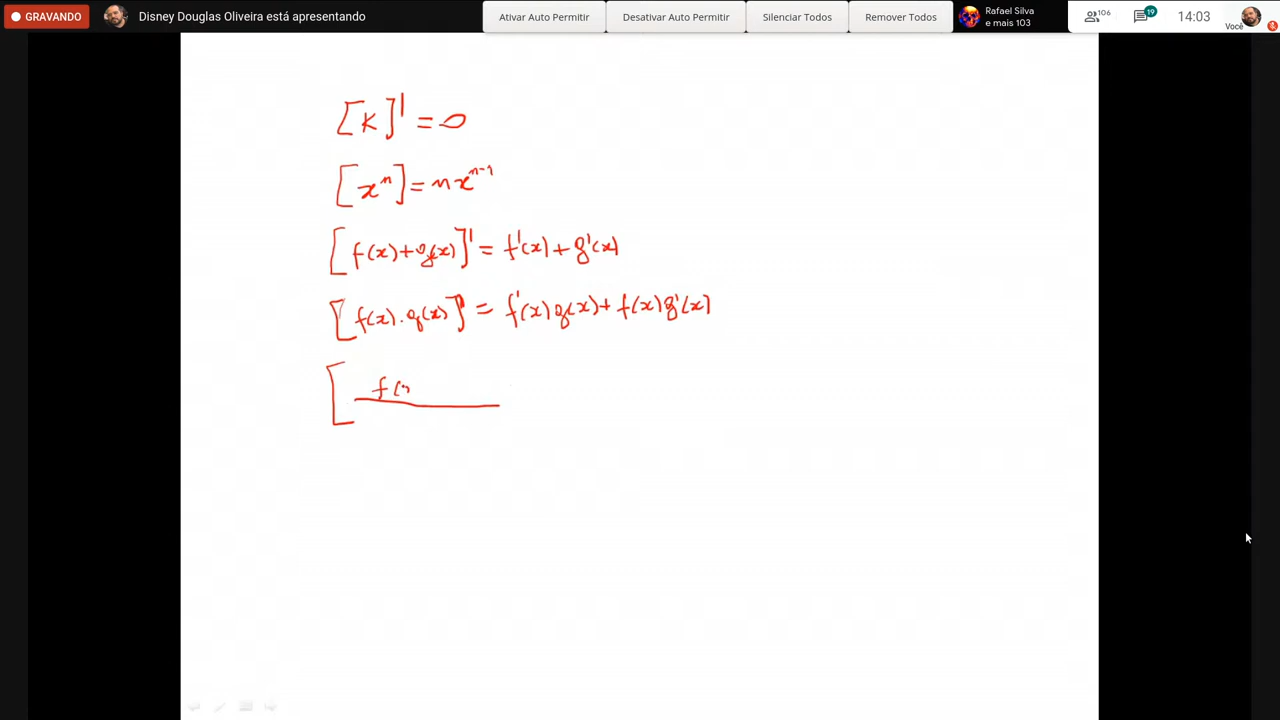 GRAVANDO Disney Douglas Oliveira está apresentando Ativar Auto Permitir Desativar Auto Permitir Silenciar Todos Remover Todos Rafael Silva e mais 103 106 19 14:03 Você
[K]' = 0
[xⁿ] = nxⁿ⁻¹
[f(x)+g(x)]' = f'(x)+g'(x)
[f(x).g(x)]' = f'(x)g(x)+f(x)g'(x)
[ f(